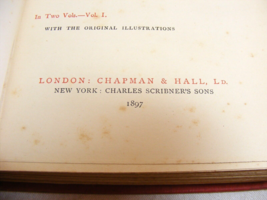 In Two Vols.—Vol. I.
WITH THE ORIGINAL ILLUSTRATIONS
LONDON: CHAPMAN & HALL, LD.
NEW YORK: CHARLES SCRIBNER'S SONS
1897